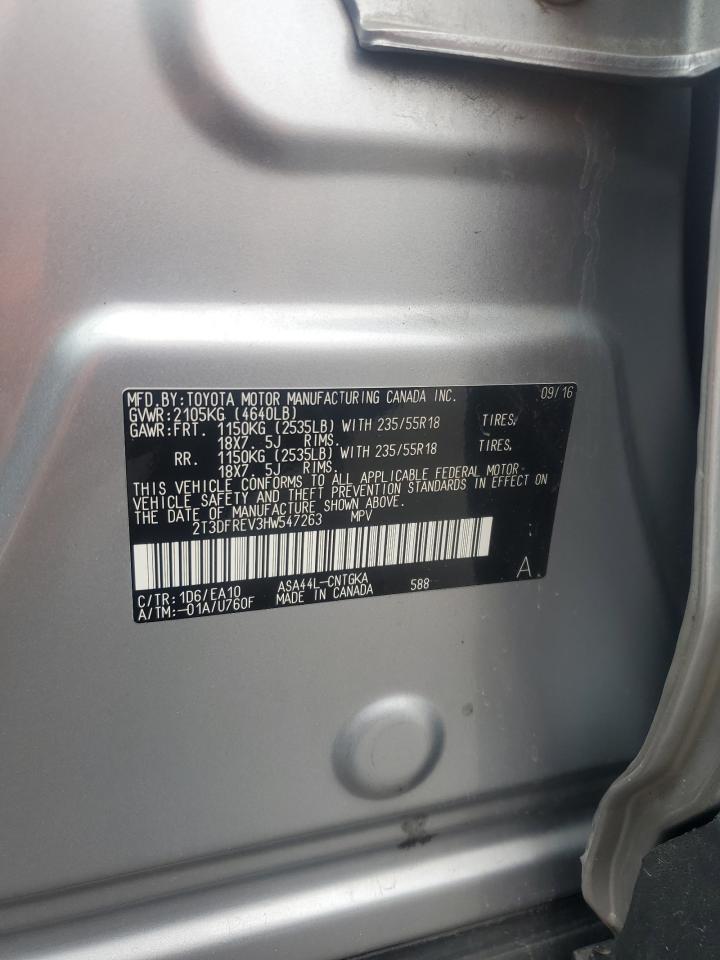 MFD.BY:TOYOTA MOTOR MANUFACTURING CANADA INC. 09/16
GVWR:2105KG (4640LB)
GAWR:FRT. 1150KG (2535LB) WITH 235/55R18 TIRES,
18X7.5J RIMS.
RR. 1150KG (2535LB) WITH 235/55R18 TIRES,
18X7.5J RIMS.
THIS VEHICLE CONFORMS TO ALL APPLICABLE FEDERAL MOTOR
VEHICLE SAFETY AND THEFT PREVENTION STANDARDS IN EFFECT ON
THE DATE OF MANUFACTURE SHOWN ABOVE.
2T3DFREV3HW547263 MPV
A
C/TR:1D6/EA10 ASA44L-CNTGKA 588
A/TM:-01A/U760F MADE IN CANADA